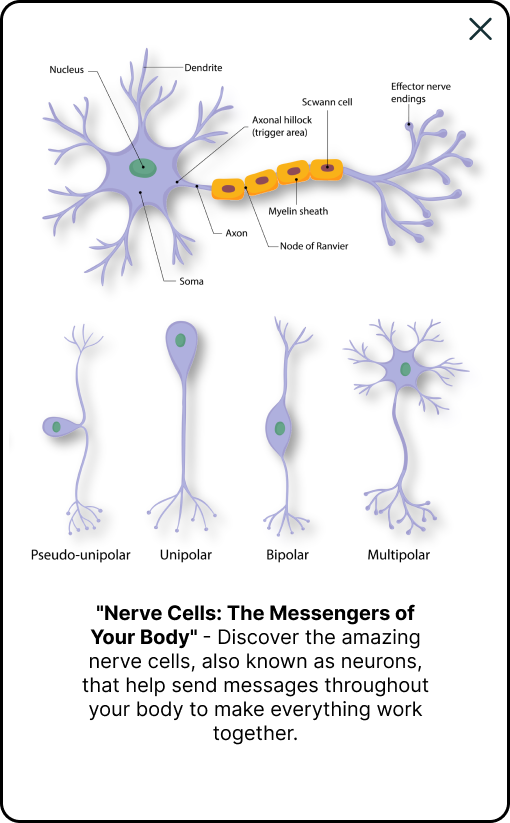 Nucleus
Dendrite
Effector nerve
endings
Scwann cell
Axonal hillock
(trigger area)
Myelin sheath
Axon
Node of Ranvier
Soma
Pseudo-unipolar
Unipolar
Bipolar
Multipolar
"Nerve Cells: The Messengers of
Your Body" - Discover the amazing
nerve cells, also known as neurons,
that help send messages throughout
your body to make everything work
together.